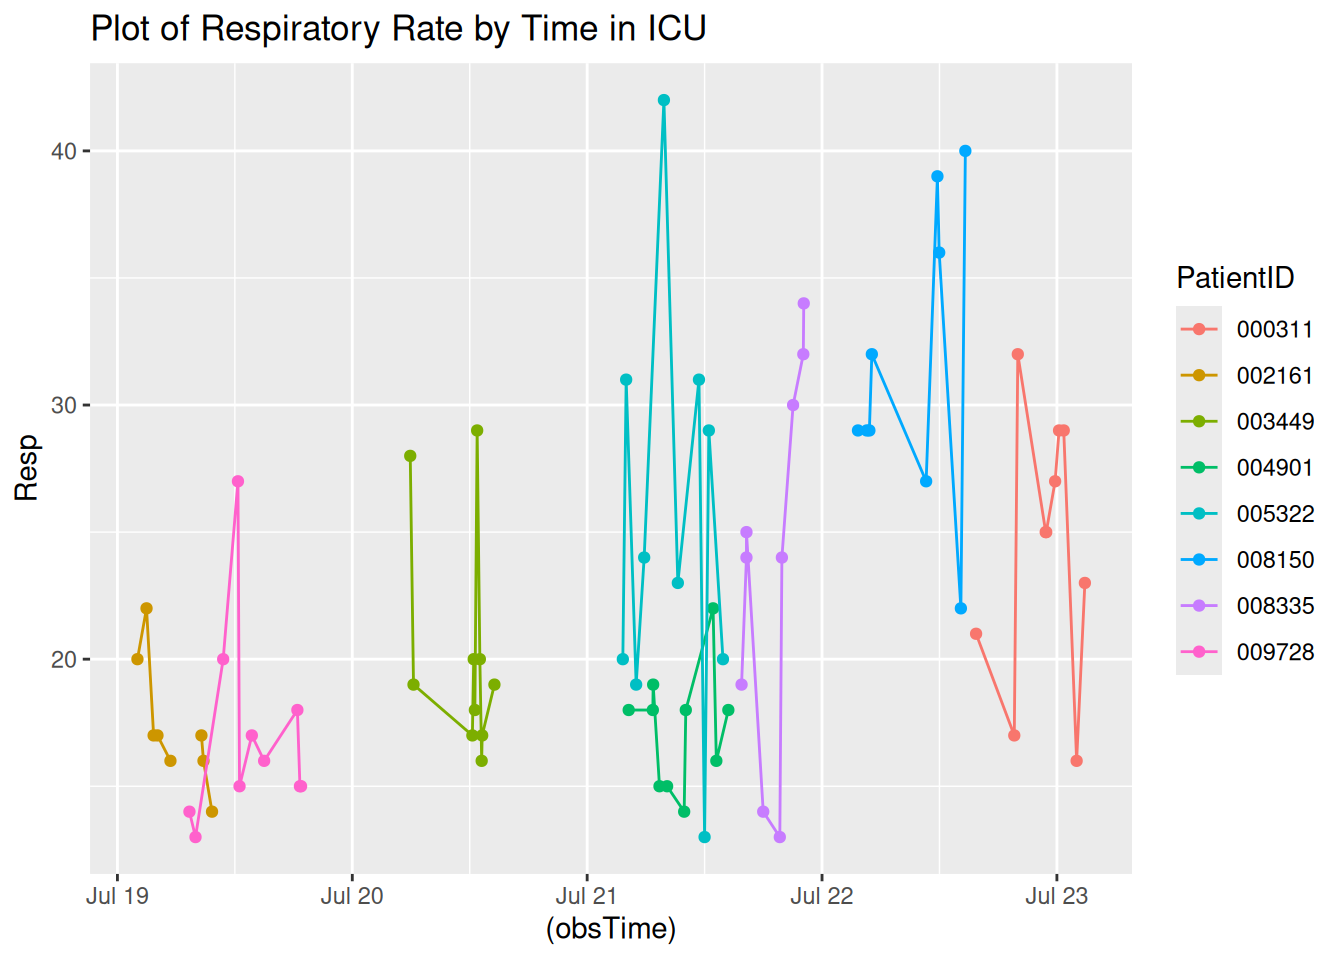 Plot of Respiratory Rate by Time in ICU
40
30
20
Resp
Jul 19
Jul 20
Jul 21
Jul 22
Jul 23
(obsTime)
PatientID
000311
002161
003449
004901
005322
008150
008335
009728